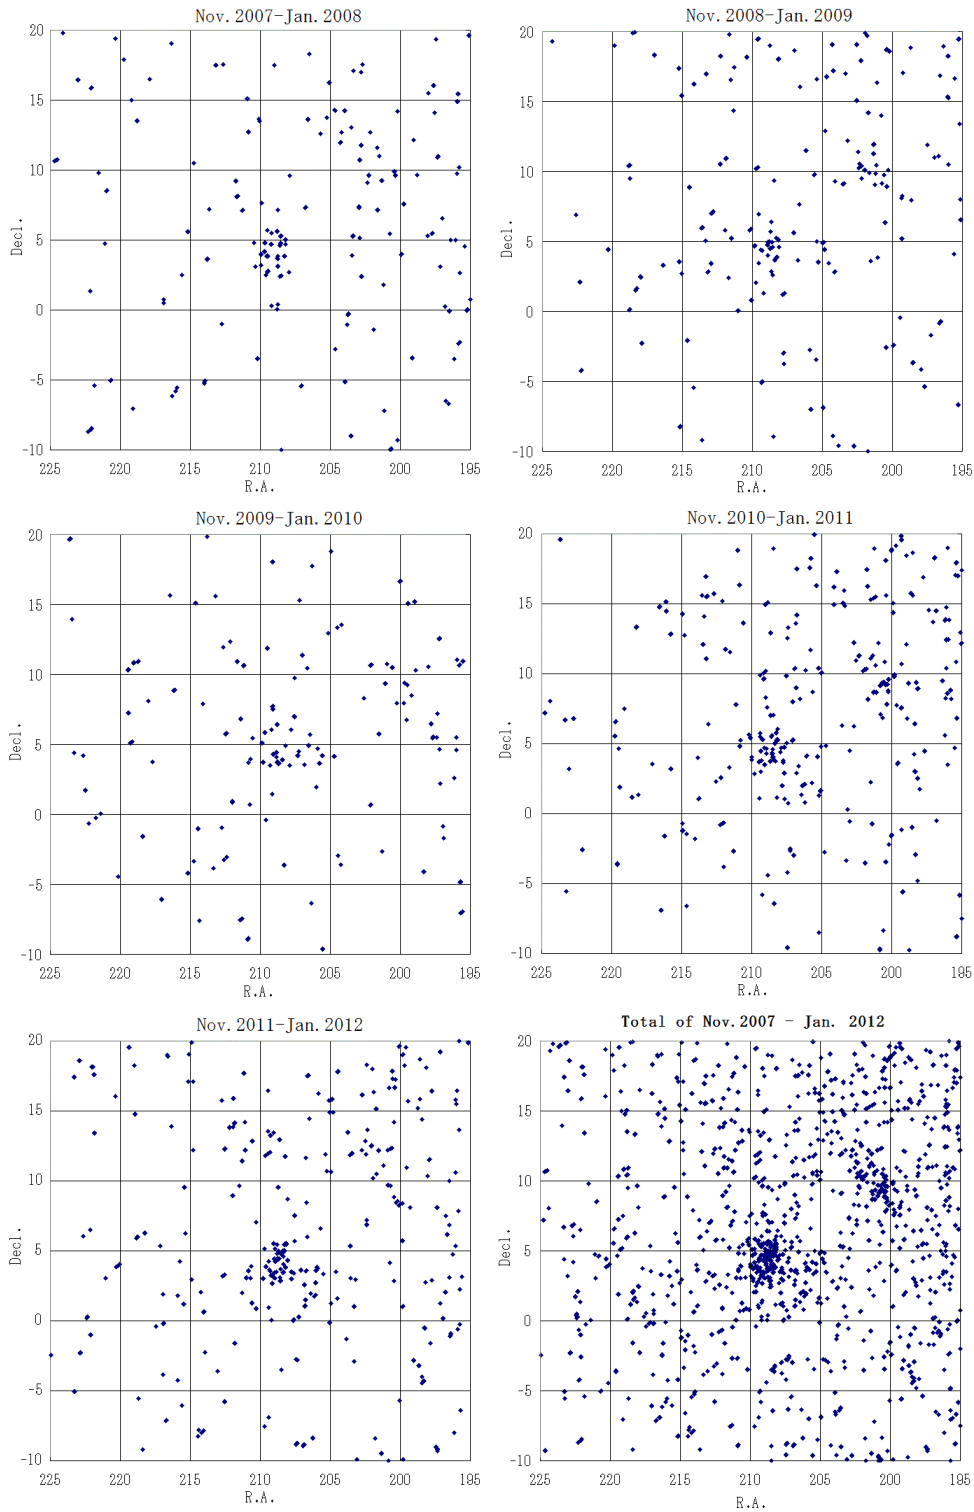 Nov.2007-Jan.2008
20
15
10
5
0
-5
-10
Decl.
225 220 215 210 205 200 195
R.A.
Nov.2008-Jan.2009
20
15
10
5
0
-5
-10
Decl.
225 220 215 210 205 200 195
R.A.
Nov.2009-Jan.2010
20
15
10
5
0
-5
-10
Decl.
225 220 215 210 205 200 195
R.A.
Nov.2010-Jan.2011
20
15
10
5
0
-5
-10
Decl.
225 220 215 210 205 200 195
R.A.
Nov.2011-Jan.2012
20
15
10
5
0
-5
-10
Decl.
225 220 215 210 205 200 195
R.A.
Total of Nov.2007 - Jan. 2012
20
15
10
5
0
-5
-10
Decl.
225 220 215 210 205 200 195
R.A.